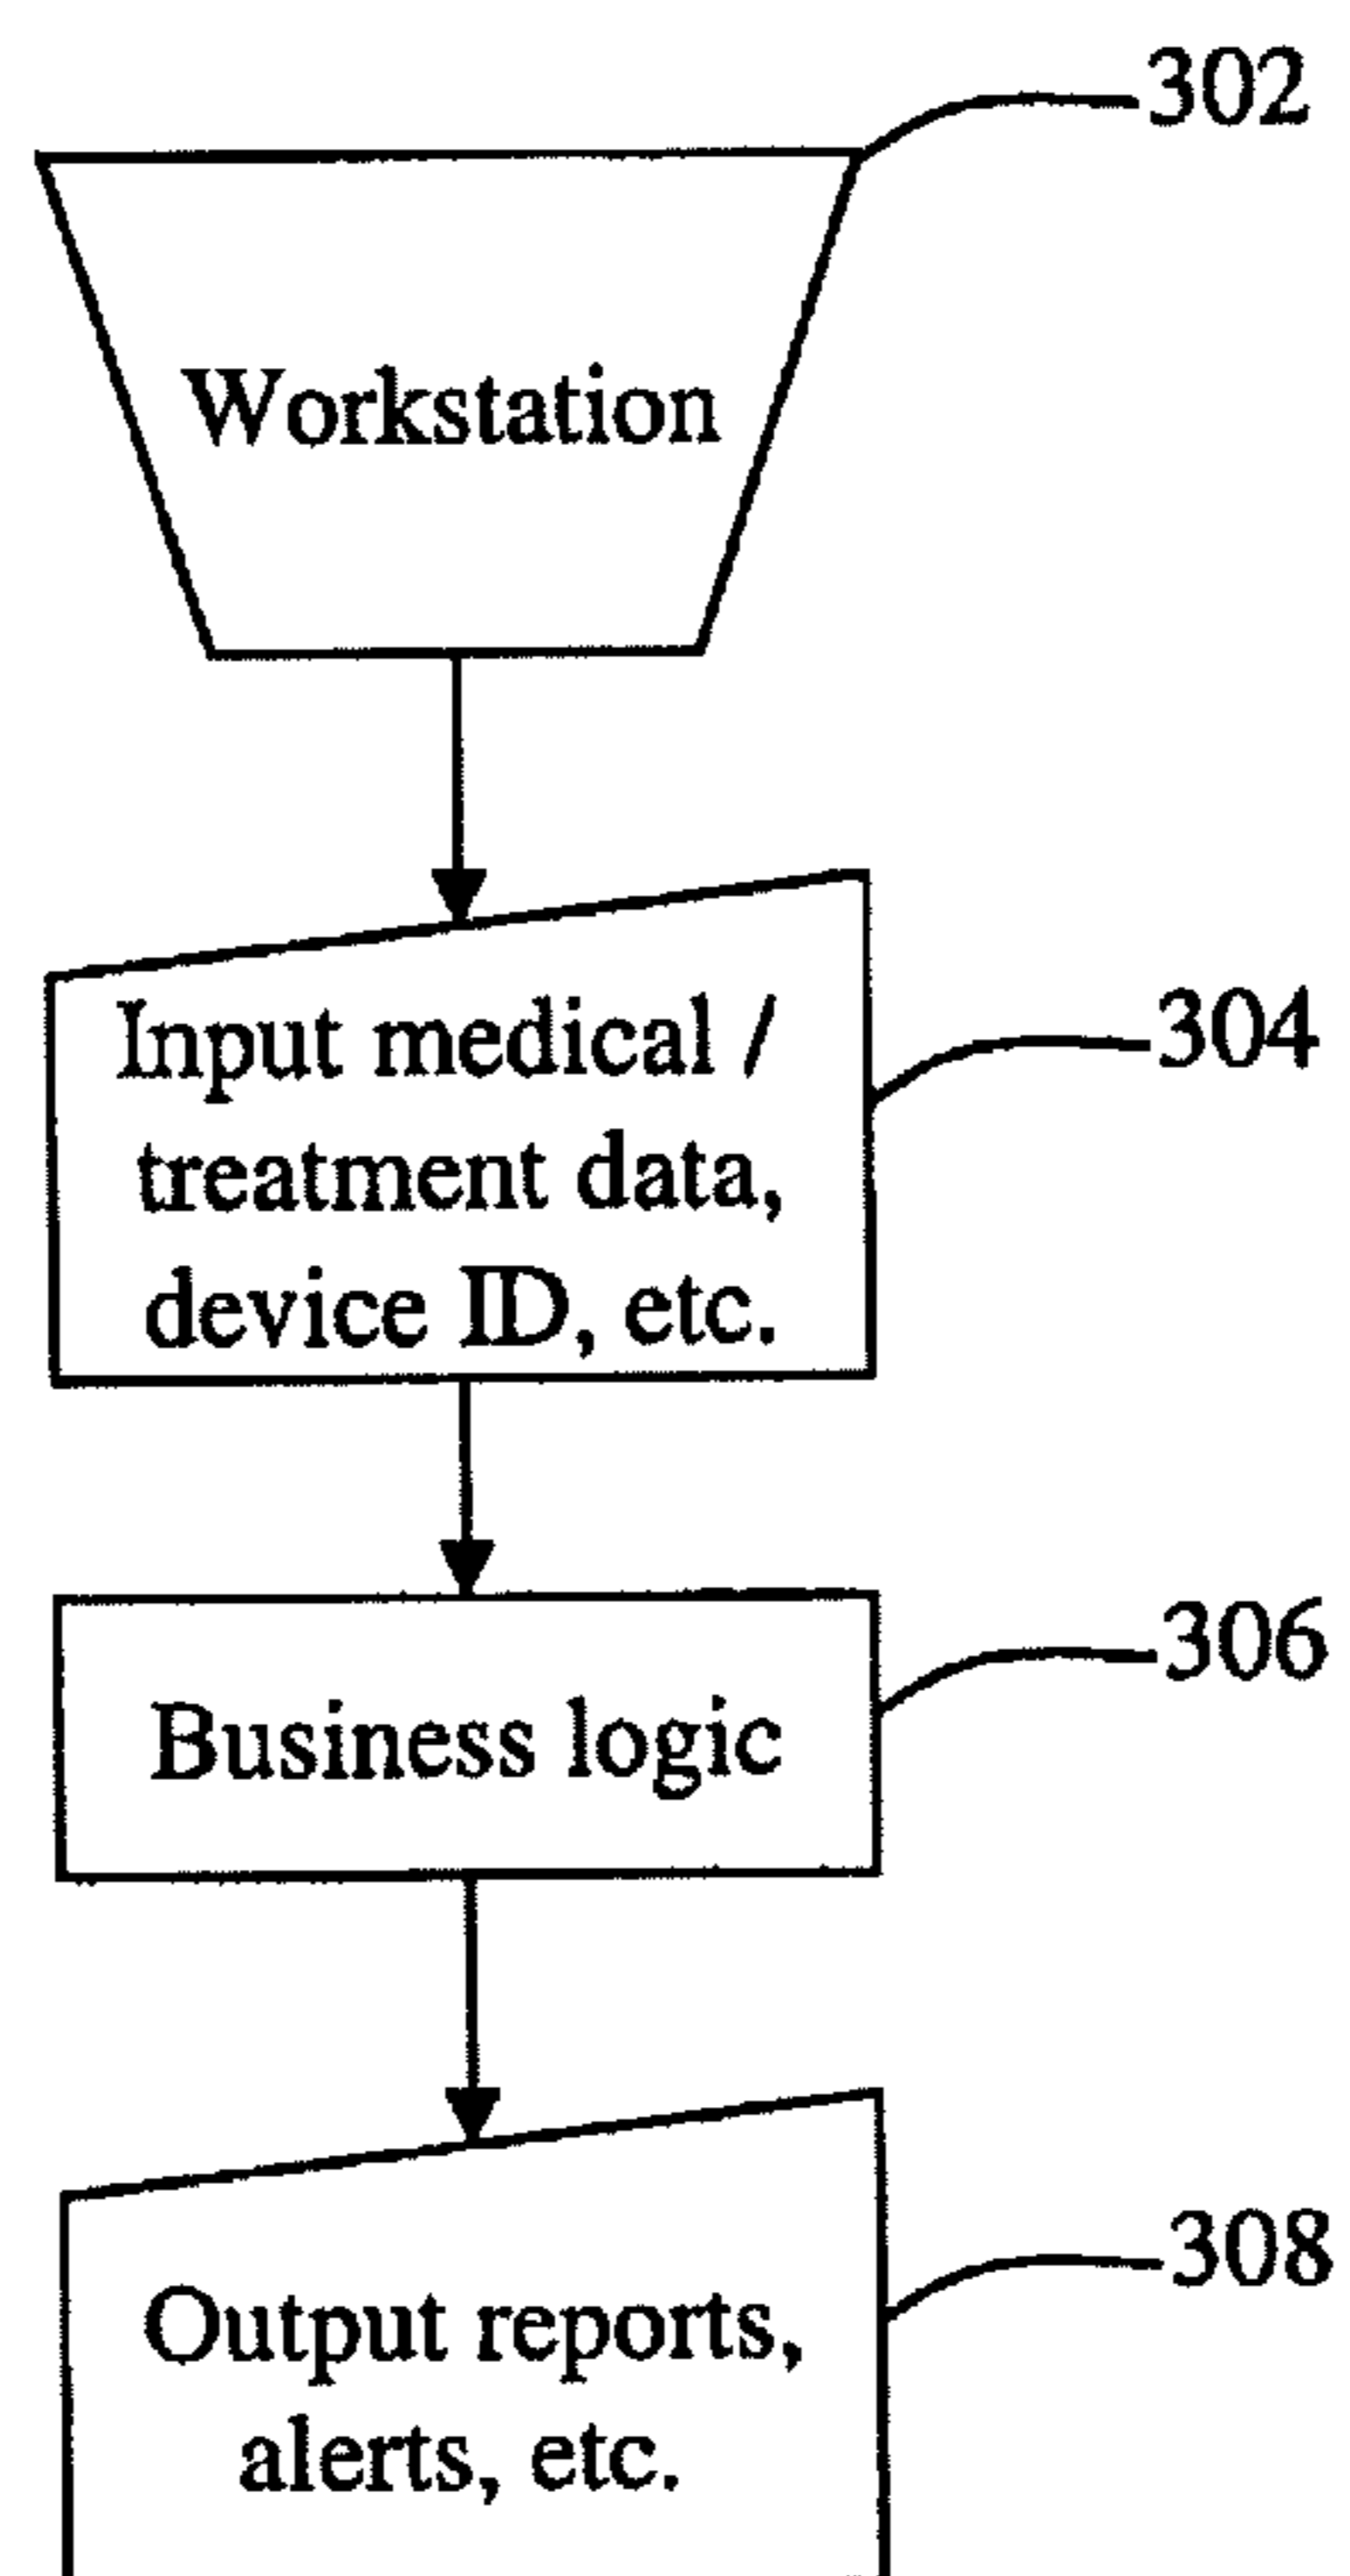 302
Workstation
Input medical /
treatment data,
device ID, etc.
304
Business logic
306
Output reports,
alerts, etc.
308